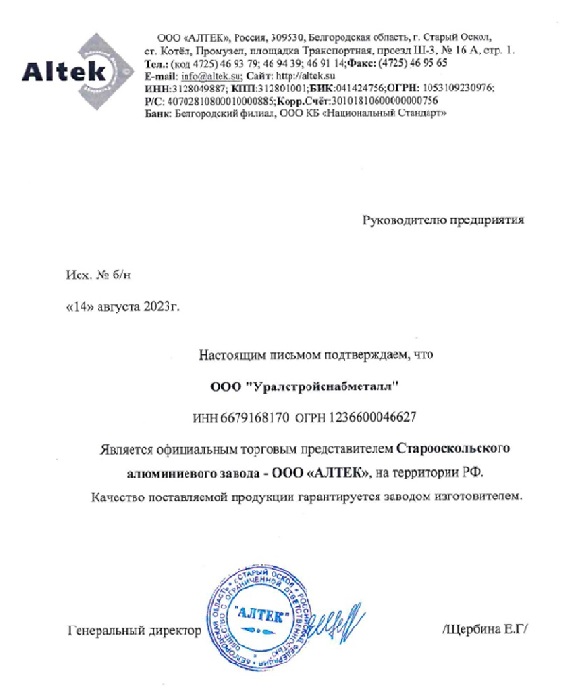 Altek
ООО «АЛТЕК», Россия, 309530, Белгородская область, г. Старый Оскол,
ст. Котёл, Промузел, площадка Транспортная, проезд Ш-3, № 16 А, стр. 1.
Тел.: (код 4725) 46 93 79; 46 94 39; 46 91 14; Факс: (4725) 46 95 65
E-mail: info@altek.su; Сайт: http://altek.su
ИНН:3128049887; КПП:312801001; БИК:041424756; ОГРН: 1053109230976;
Р/С: 40702810800010000885; Корр.Счёт:30101810600000000756
Банк: Белгородский филиал, ООО КБ «Национальный Стандарт»
Руководителю предприятия
Исх. № б/н
«14» августа 2023г.
Настоящим письмом подтверждаем, что
ООО "Уралстройснабметалл"
ИНН 6679168170 ОГРН 1236600046627
Является официальным торговым представителем Старооскольского
алюминиевого завода - ООО «АЛТЕК», на территории РФ.
Качество поставляемой продукции гарантируется заводом изготовителем.
Генеральный директор
"АЛТЕК"
/Щербина Е.Г/